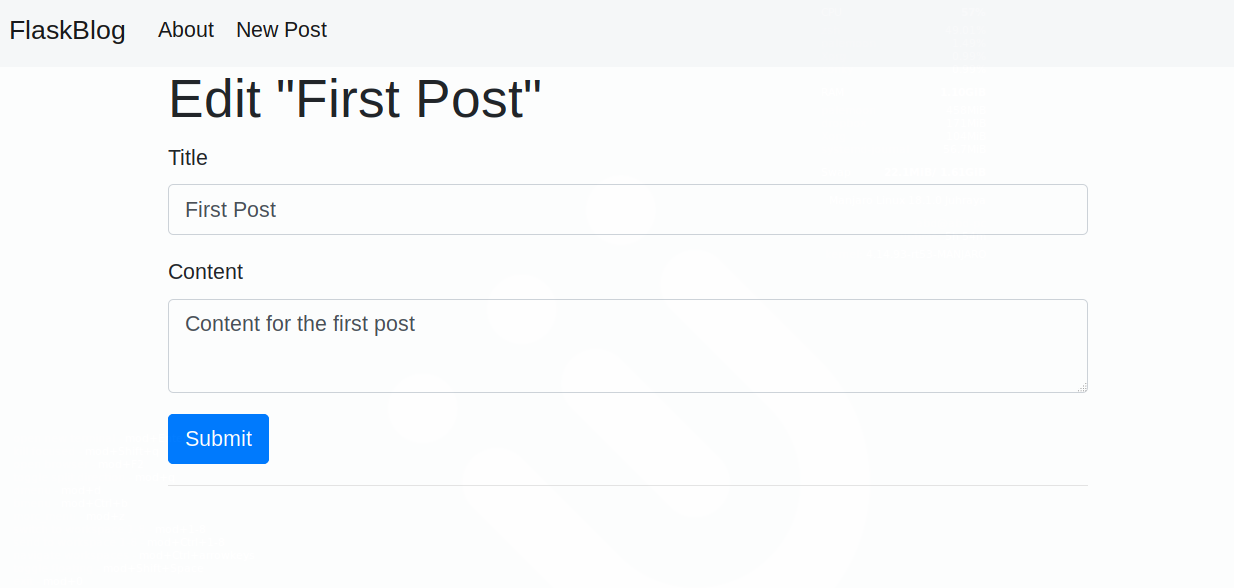 FlaskBlog About New Post
Edit "First Post"
Title
First Post
Content
Content for the first post
Submit